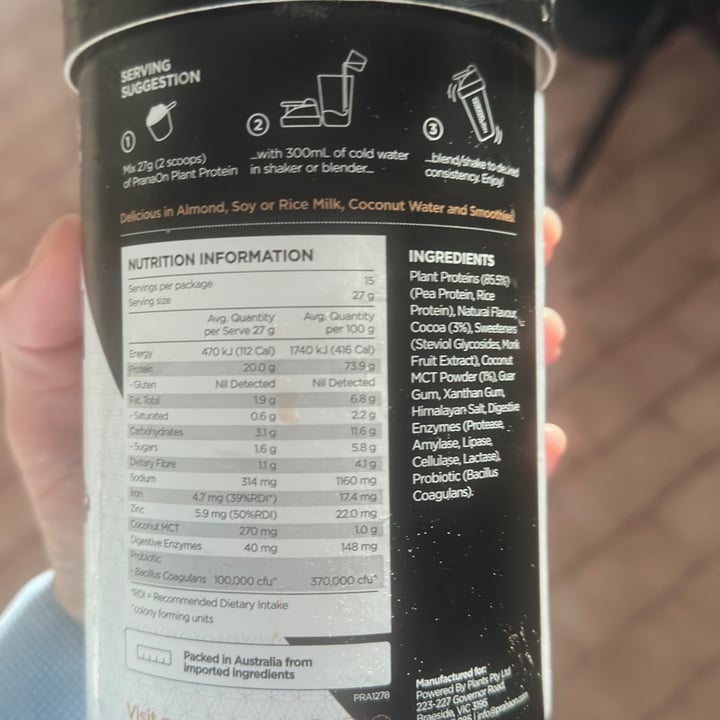 SERVING
SUGGESTION
1
Mix 27g (2 scoops)
of PranaOn Plant Protein
2
...with 300mL of cold water
in shaker or blender...
3
...blend/shake to desired
consistency. Enjoy!
Delicious in Almond, Soy or Rice Milk, Coconut Water and Smoothies!
NUTRITION INFORMATION
Servings per package 15
Serving size 27 g
Avg. Quantity per Serve 27 g Avg. Quantity per 100 g
Energy 470 kJ (112 Cal) 1740 kJ (416 Cal)
Protein 20.0 g 73.9 g
- Gluten Nil Detected Nil Detected
Fat, Total 1.9 g 6.8 g
- Saturated 0.6 g 2.2 g
Carbohydrates 3.1 g 11.6 g
- Sugars 1.6 g 5.8 g
Dietary Fibre 1.1 g 4.1 g
Sodium 314 mg 1160 mg
Iron 4.7 mg (39%RDI*) 17.4 mg
Zinc 5.9 mg (50%RDI) 22.0 mg
Coconut MCT 270 mg 1.0 g
Digestive Enzymes 40 mg 148 mg
Probiotic
- Bacillus Coagulans 100,000 cfu^ 370,000 cfu^
*RDI = Recommended Dietary Intake
^colony forming units
Packed in Australia from
imported ingredients
PRA1278
INGREDIENTS
Plant Proteins (85.5%)
(Pea Protein, Rice
Protein), Natural Flavour,
Cocoa (3%), Sweeteners
(Steviol Glycosides, Monk
Fruit Extract), Coconut
MCT Powder (1%), Guar
Gum, Xanthan Gum,
Himalayan Salt, Digestive
Enzymes (Protease,
Amylase, Lipase,
Cellulase, Lactase),
Probiotic (Bacillus
Coagulans).
Manufactured for:
Powered By Plants Pty Ltd
223-227 Governor Road
Braeside, VIC 3195
Visit